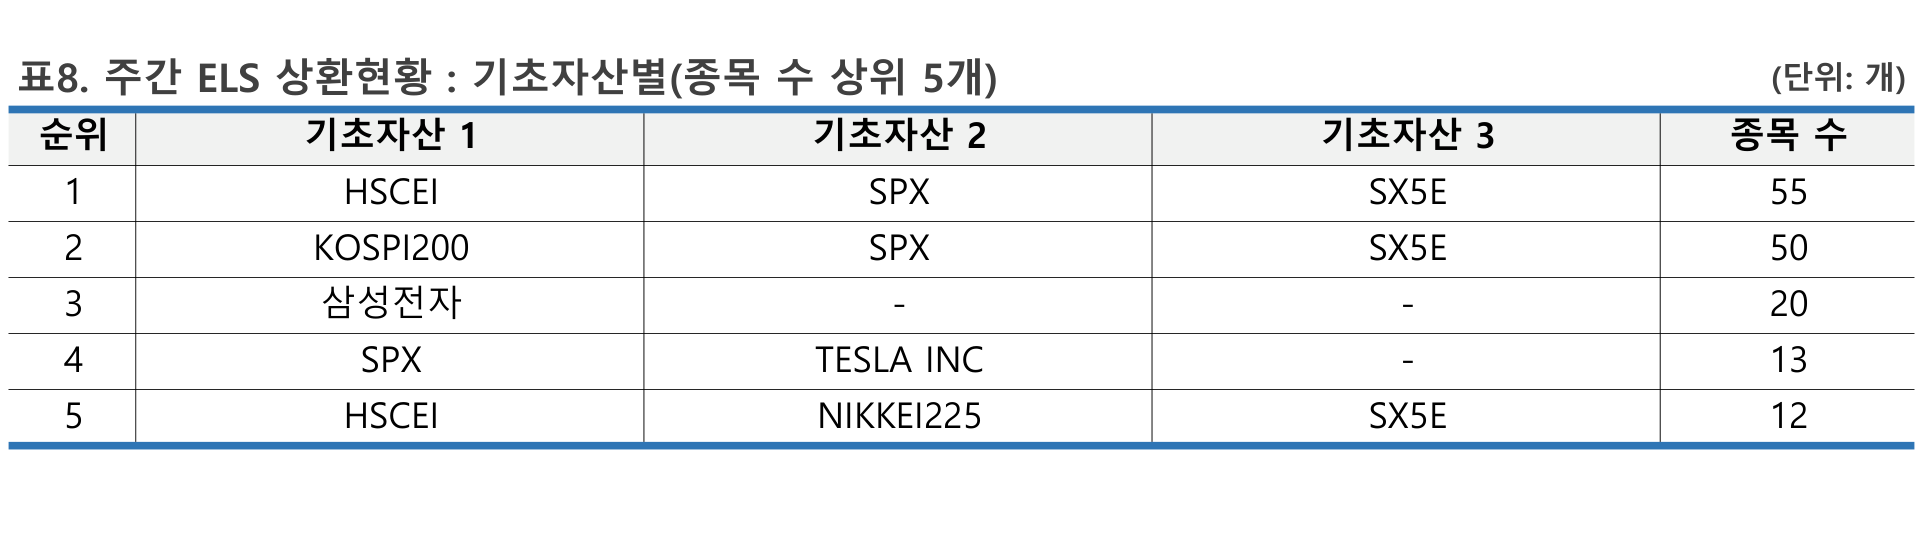 표8. 주간 ELS 상환현황 : 기초자산별(종목 수 상위 5개) (단위: 개)
순위 기초자산 1 기초자산 2 기초자산 3 종목 수
1 HSCEI SPX SX5E 55
2 KOSPI200 SPX SX5E 50
3 삼성전자 - - 20
4 SPX TESLA INC - 13
5 HSCEI NIKKEI225 SX5E 12